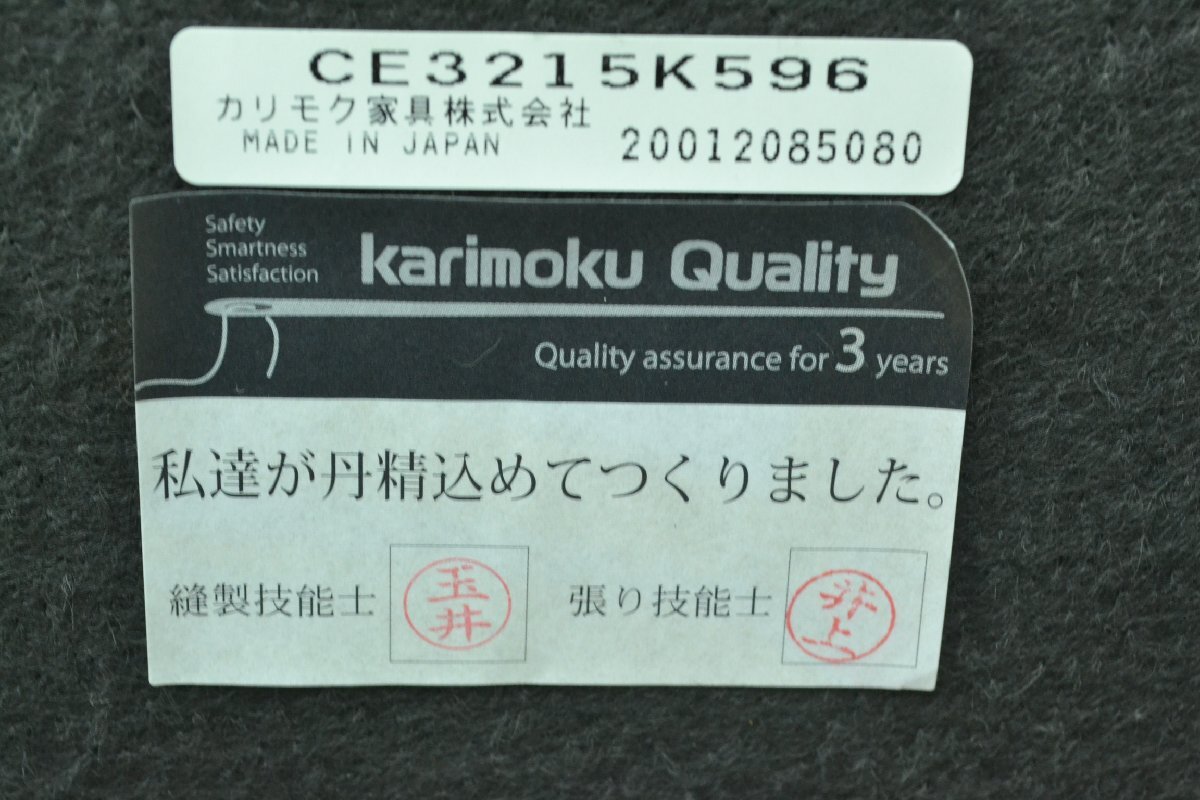 CE3215K596
カリモク家具株式会社
MADE IN JAPAN 20012085080
Safety
Smartness
Satisfaction
karimoku Quality
Quality assurance for 3 years
私達が丹精込めてつくりました。
縫製技能士 玉井 張り技能士 井上